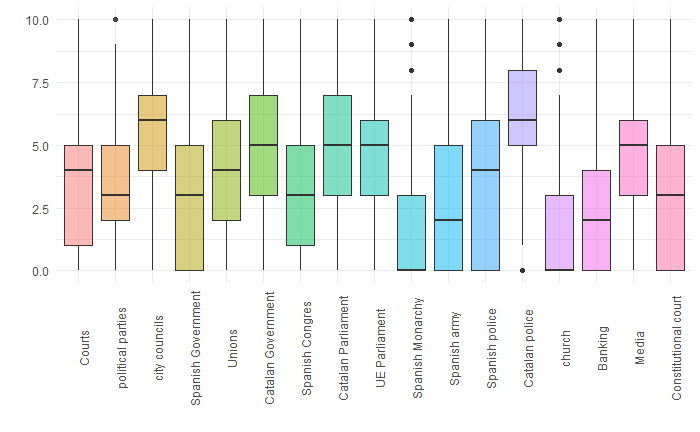 10.0
7.5
5.0
2.5
0.0
Courts
political parties
city councils
Spanish Government
Unions
Catalan Government
Spanish Congres
Catalan Parliament
UE Parliament
Spanish Monarchy
Spanish army
Spanish police
Catalan police
church
Banking
Media
Constitutional court